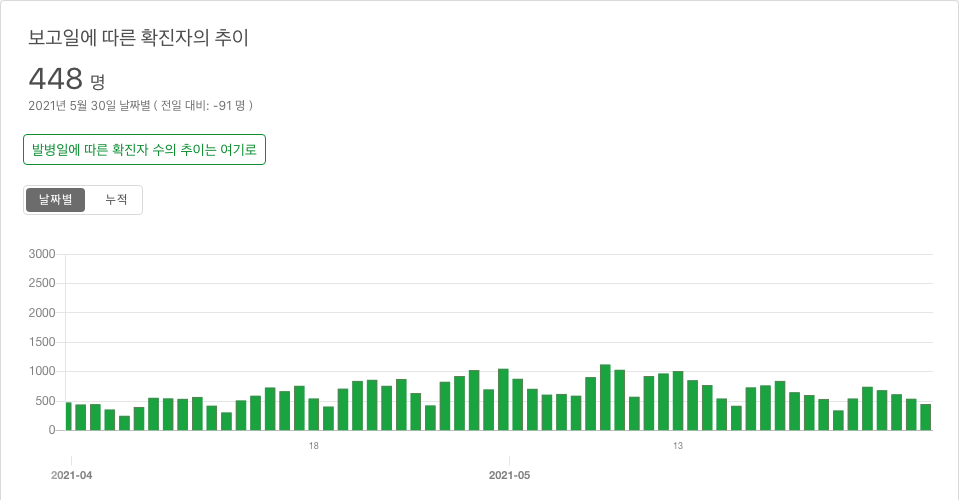 보고일에 따른 확진자의 추이
448 명
2021년 5월 30일 날짜별 ( 전일 대비: -91 명 )
발병일에 따른 확진자 수의 추이는 여기로
날짜별 누적
3000
2500
2000
1500
1000
500
0
18 13
2021-04 2021-05